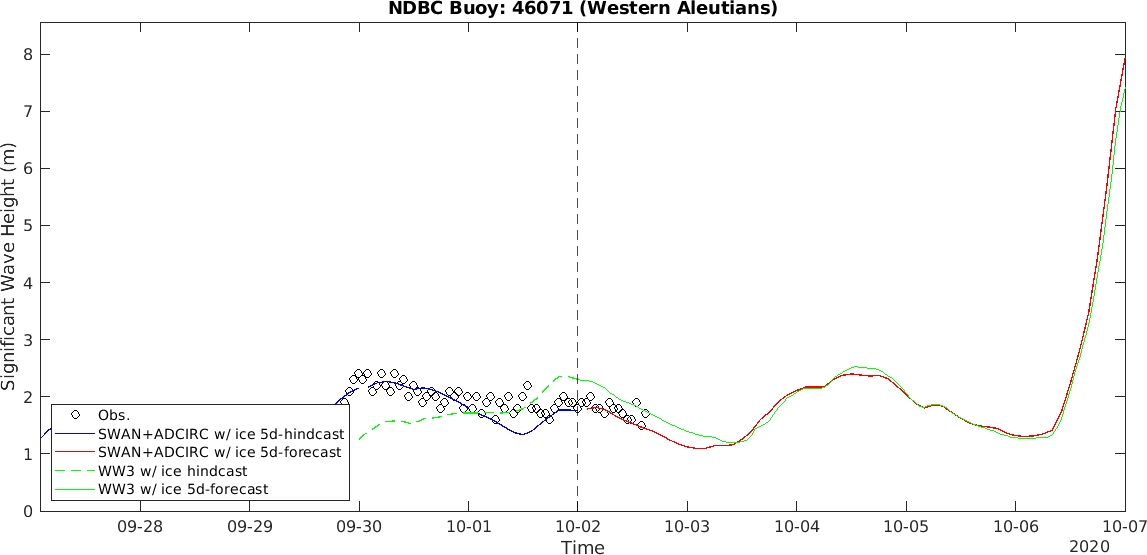 NDBC Buoy: 46071 (Western Aleutians)
8
7
6
5
4
3
2
1
0
Significant Wave Height (m)
Obs.
SWAN+ADCIRC w/ ice 5d-hindcast
SWAN+ADCIRC w/ ice 5d-forecast
WW3 w/ ice hindcast
WW3 w/ ice 5d-forecast
09-28 09-29 09-30 10-01 10-02 10-03 10-04 10-05 10-06 10-07
Time
2020